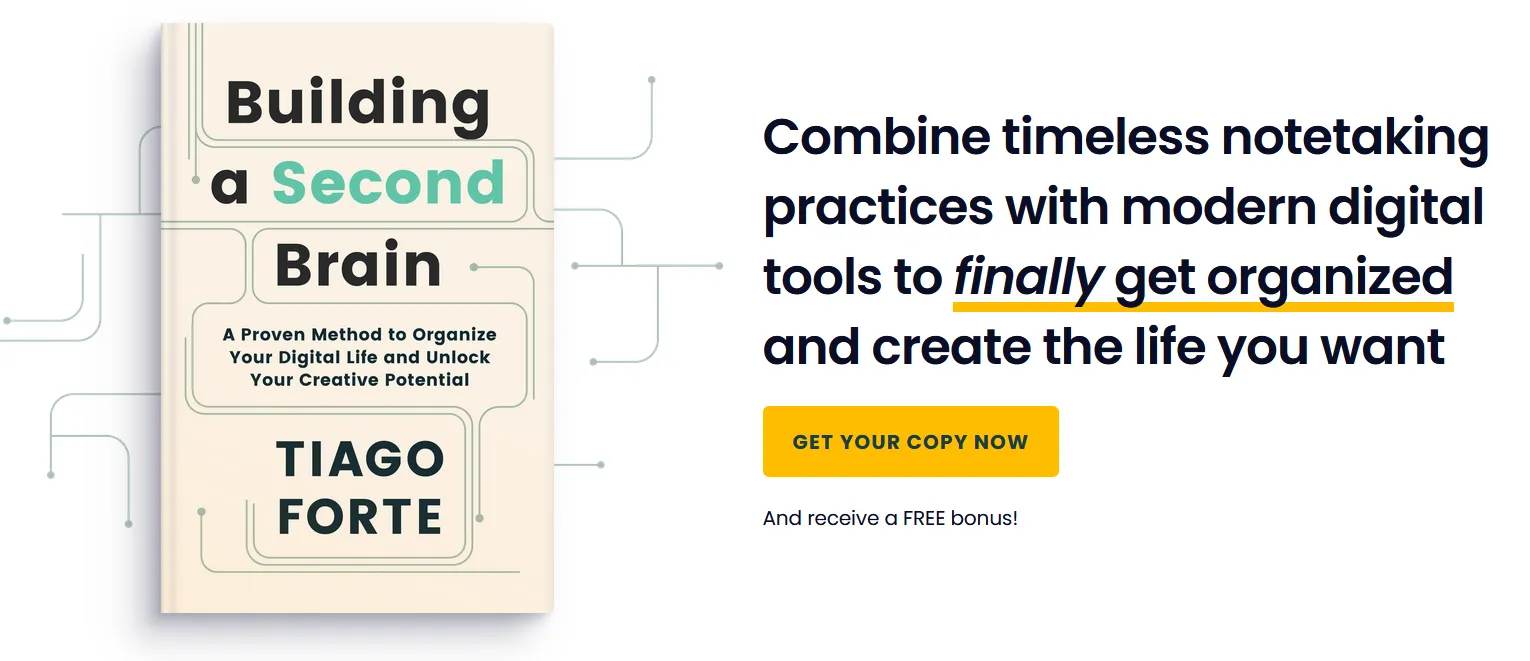 Building
a Second
Brain
A Proven Method to Organize
Your Digital Life and Unlock
Your Creative Potential
TIAGO
FORTE
Combine timeless notetaking
practices with modern digital
tools to finally get organized
and create the life you want
GET YOUR COPY NOW
And receive a FREE bonus!